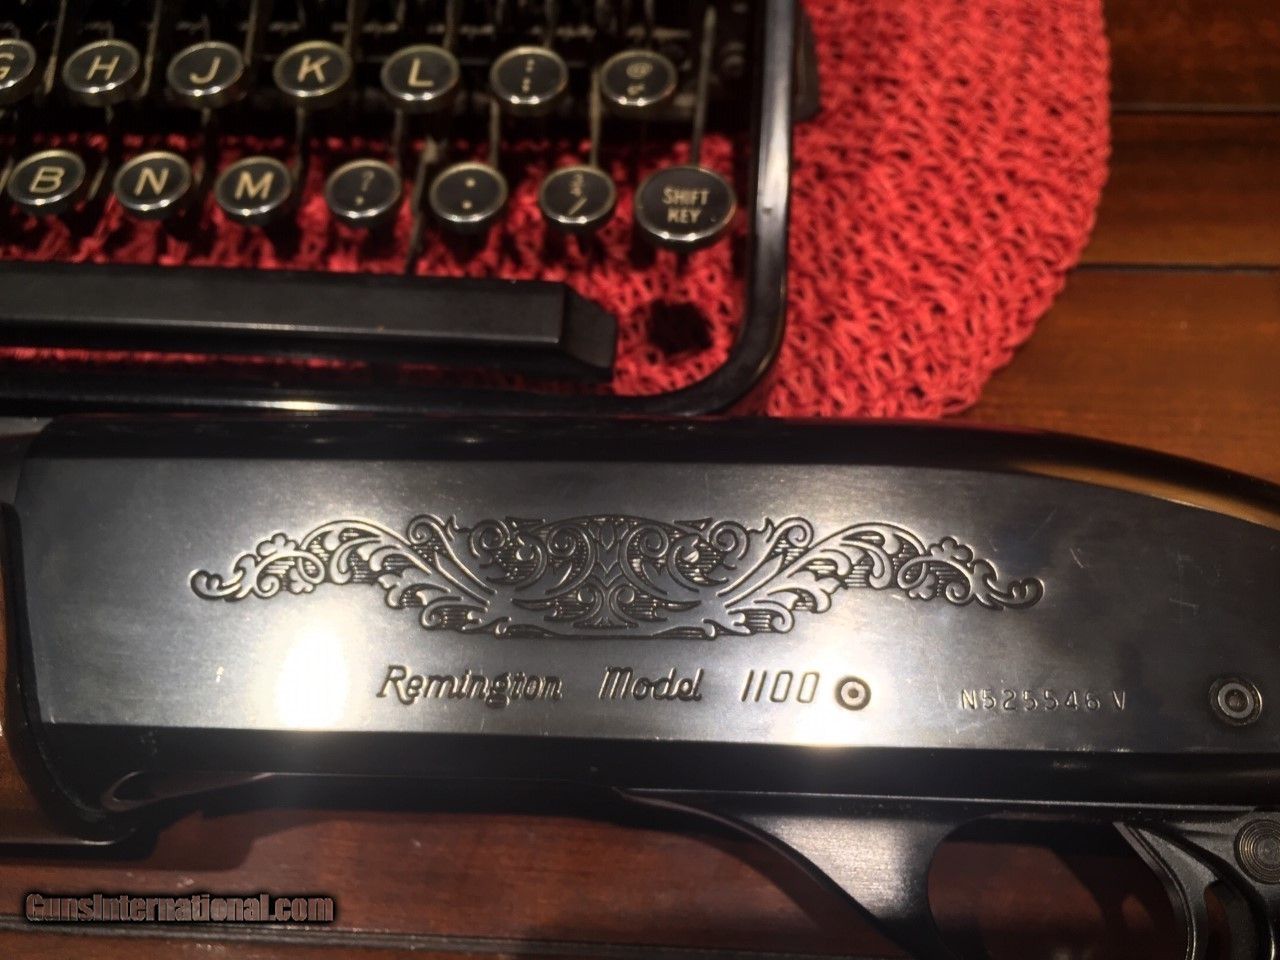 G H J K L : ; @ ¢
B N M ? , . . ? / SHIFT
KEY
Remington Model 1100 N525546V
GunsInternational.com